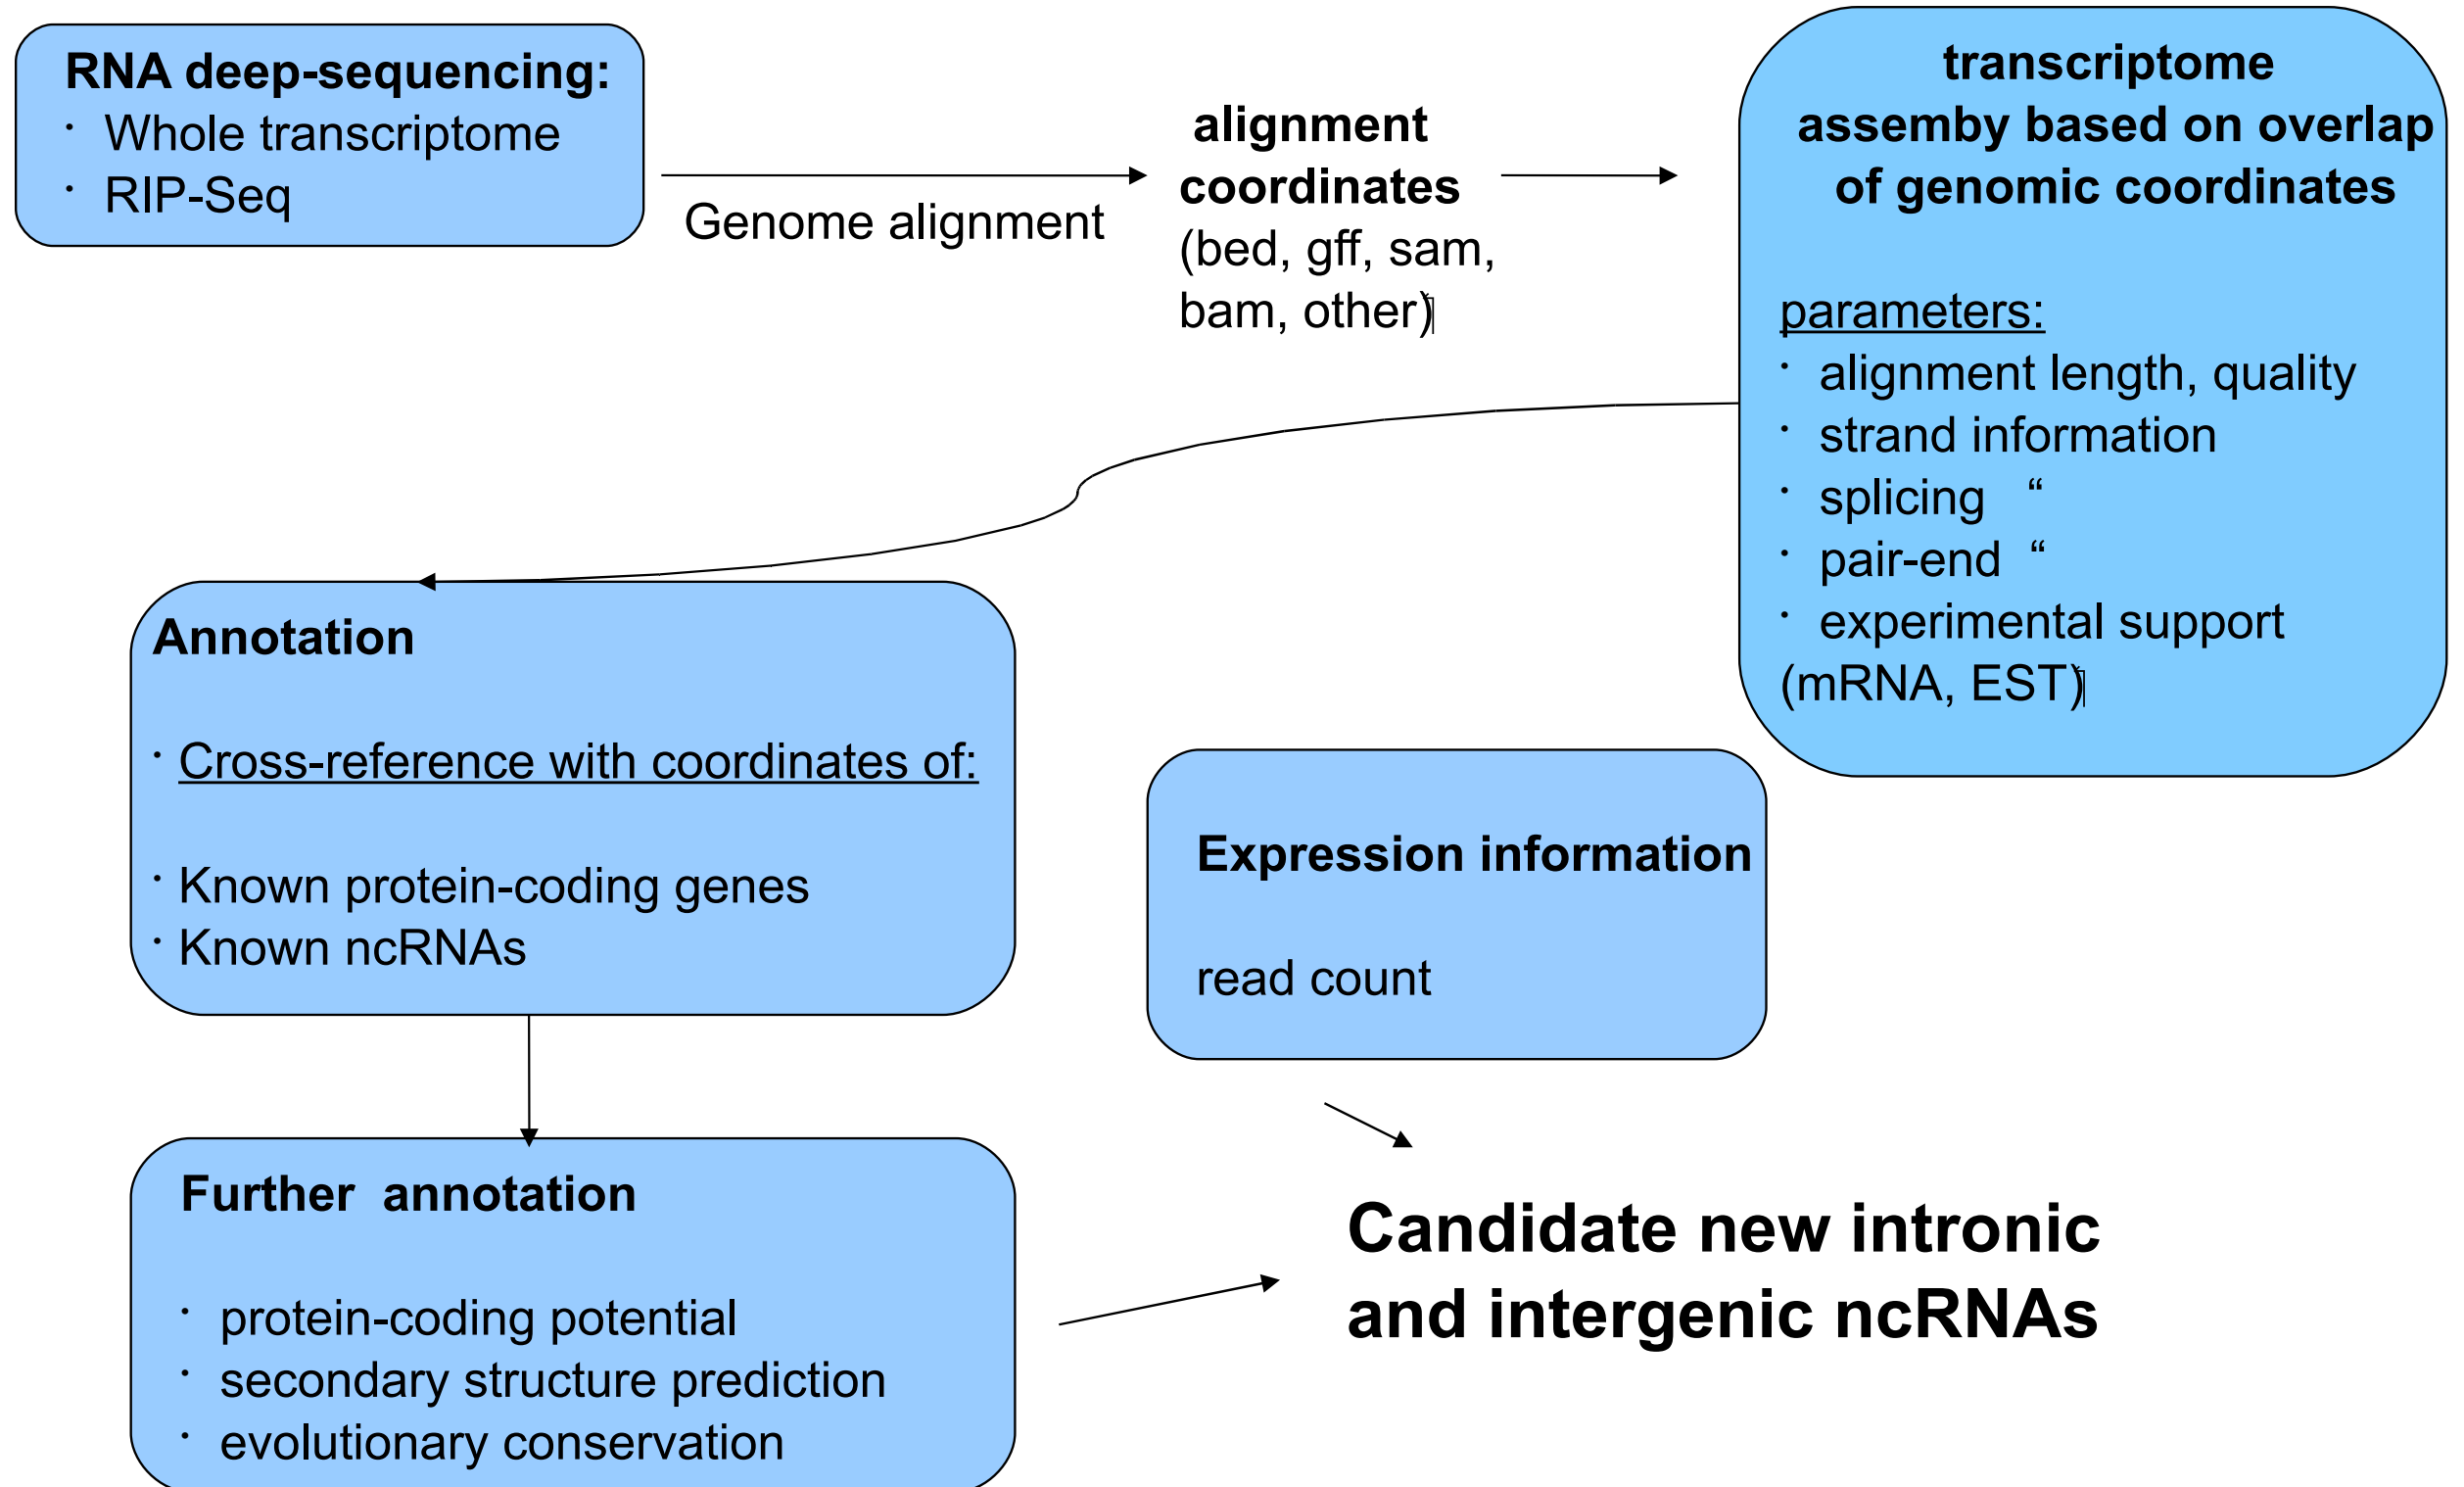 RNA deep-sequencing:
· Whole transcriptome
· RIP-Seq
Genome alignment
alignment
coordinates
(bed, gff, sam,
bam, other)
transcriptome
assembly based on overlap
of genomic coordinates
parameters:
· alignment length, quality
· strand information
· splicing “
· pair-end “
· experimental support
(mRNA, EST)
Annotation
· Cross-reference with coordinates of:
· Known protein-coding genes
· Known ncRNAs
Expression information
read count
Further annotation
· protein-coding potential
· secondary structure prediction
· evolutionary conservation
Candidate new intronic
and intergenic ncRNAs